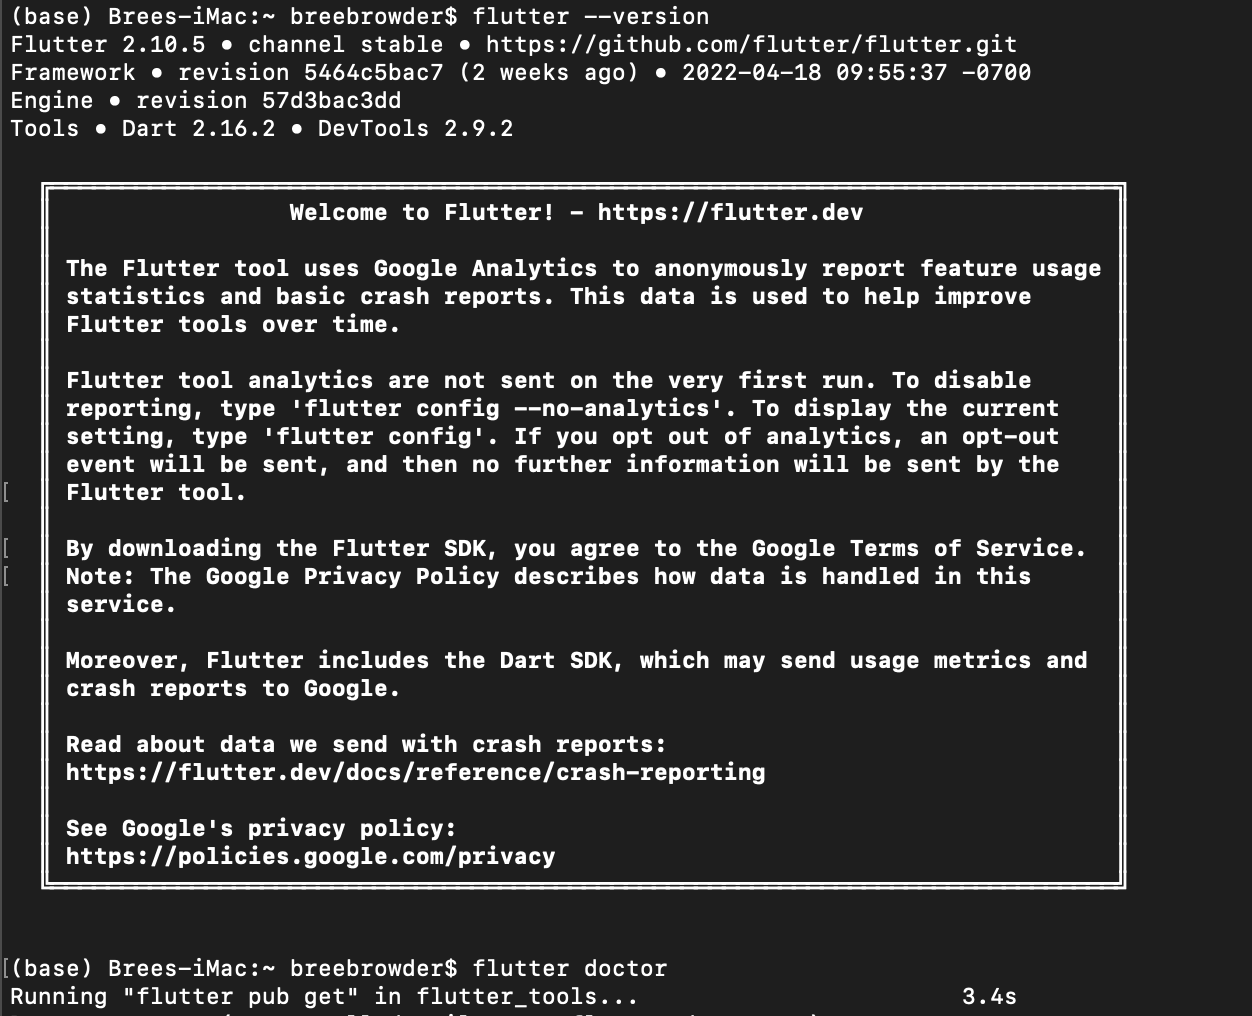 (base) Brees-iMac:~ breebrowder$ flutter --version
Flutter 2.10.5 • channel stable • https://github.com/flutter/flutter.git
Framework • revision 5464c5bac7 (2 weeks ago) • 2022-04-18 09:55:37 -0700
Engine • revision 57d3bac3dd
Tools • Dart 2.16.2 • DevTools 2.9.2
Welcome to Flutter! - https://flutter.dev
The Flutter tool uses Google Analytics to anonymously report feature usage
statistics and basic crash reports. This data is used to help improve
Flutter tools over time.
Flutter tool analytics are not sent on the very first run. To disable
reporting, type 'flutter config --no-analytics'. To display the current
setting, type 'flutter config'. If you opt out of analytics, an opt-out
event will be sent, and then no further information will be sent by the
Flutter tool.
By downloading the Flutter SDK, you agree to the Google Terms of Service.
Note: The Google Privacy Policy describes how data is handled in this
service.
Moreover, Flutter includes the Dart SDK, which may send usage metrics and
crash reports to Google.
Read about data we send with crash reports:
https://flutter.dev/docs/reference/crash-reporting
See Google's privacy policy:
https://policies.google.com/privacy
[(base) Brees-iMac:~ breebrowder$ flutter doctor
Running "flutter pub get" in flutter_tools... 3.4s